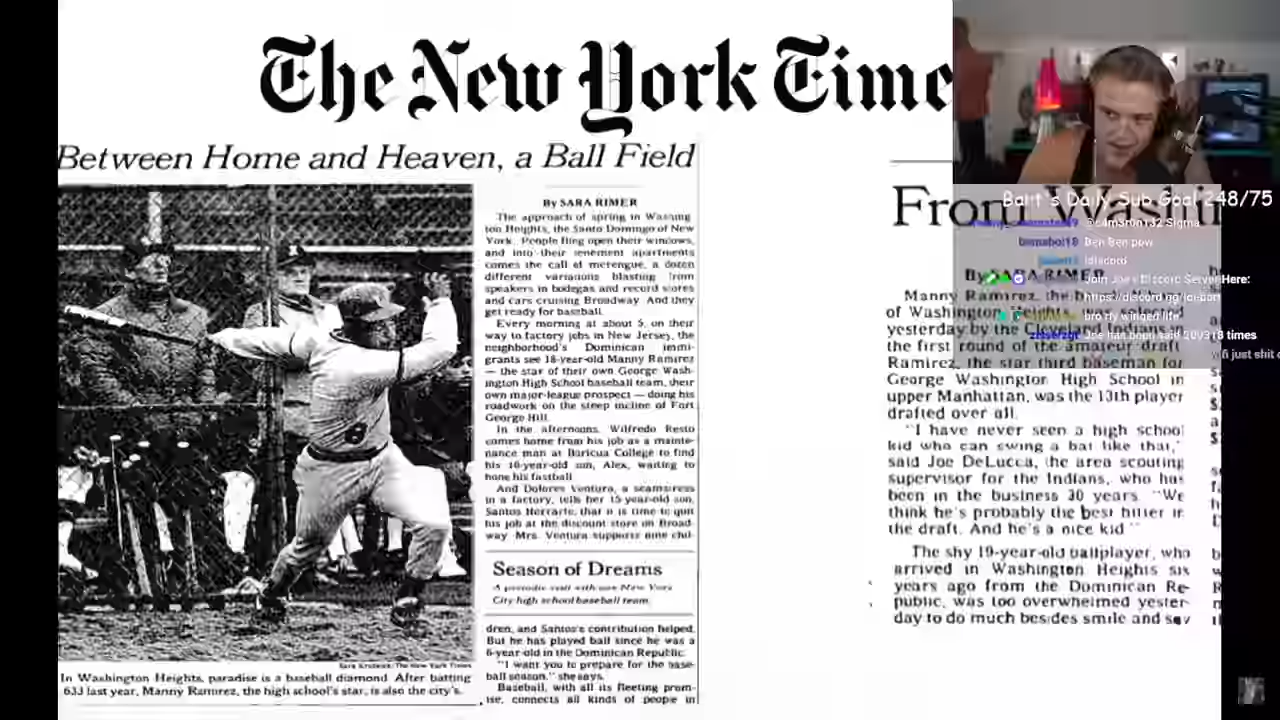 The New York Time
Between Home and Heaven, a Ball Field
By SARA RIMER
The approach of spring in Washing-
ton Heights, the Santo Domingo of New
York. People fling open their windows,
and into their tenement apartments
comes the call of merengue, a dozen
different variations blasting from
speakers in bodegas and record stores
and cars cruising Broadway. And they
get ready for baseball.
Every morning at about 5, on their
way to factory jobs in New Jersey, the
neighborhood's Dominican immi-
grants see 18-year-old Manny Ramirez
— the star of their own George Wash-
ington High School baseball team, their
own major-league prospect — doing his
roadwork on the steep incline of Fort
George Hill.
In the afternoons, Wilfredo Resto
comes home from his job as a mainte-
nance man at Boricua College to find
his 16-year-old son, Alex, waiting to
hone his fastball.
And Dolores Ventura, a seamstress
in a factory, tells her 15-year-old son,
Santos Herrarte, that it is time to quit
his job at the discount store on Broad-
way. Mrs. Ventura supports nine chil-
Season of Dreams
A periodic visit with one New York
City high school baseball team.
dren, and Santos's contribution helped.
But he has played ball since he was a
6-year-old in the Dominican Republic.
"I want you to prepare for the base-
ball season," she says.
Baseball, with all its fleeting prom-
ise, connects all kinds of people in
Sara Krulwich/The New York Times
In Washington Heights, paradise is a baseball diamond. After batting
.633 last year, Manny Ramirez, the high school's star, is also the city's.
From Wash
By SARA RIMER
Manny Ramirez, the
of Washington Heights,
yesterday by the Cleveland Indians in
the first round of the amateur draft
Ramirez, the star third baseman for
George Washington High School in
upper Manhattan, was the 13th player
drafted over all.
"I have never seen a high school
kid who can swing a bat like that,"
said Joe DeLucca, the area scouting
supervisor for the Indians, who has
been in the business 30 years. "We
think he's probably the best hitter in
the draft. And he's a nice kid."
The shy 19-year-old ballplayer, who
arrived in Washington Heights six
years ago from the Dominican Re-
public, was too overwhelmed yester-
day to do much besides smile and say
Daily Sub Goal 248/75
Sigma
Ben Ben pow
!discord
Join Joe's Discord Server Here:
bro rly winged life
Joe has been said times
just shit